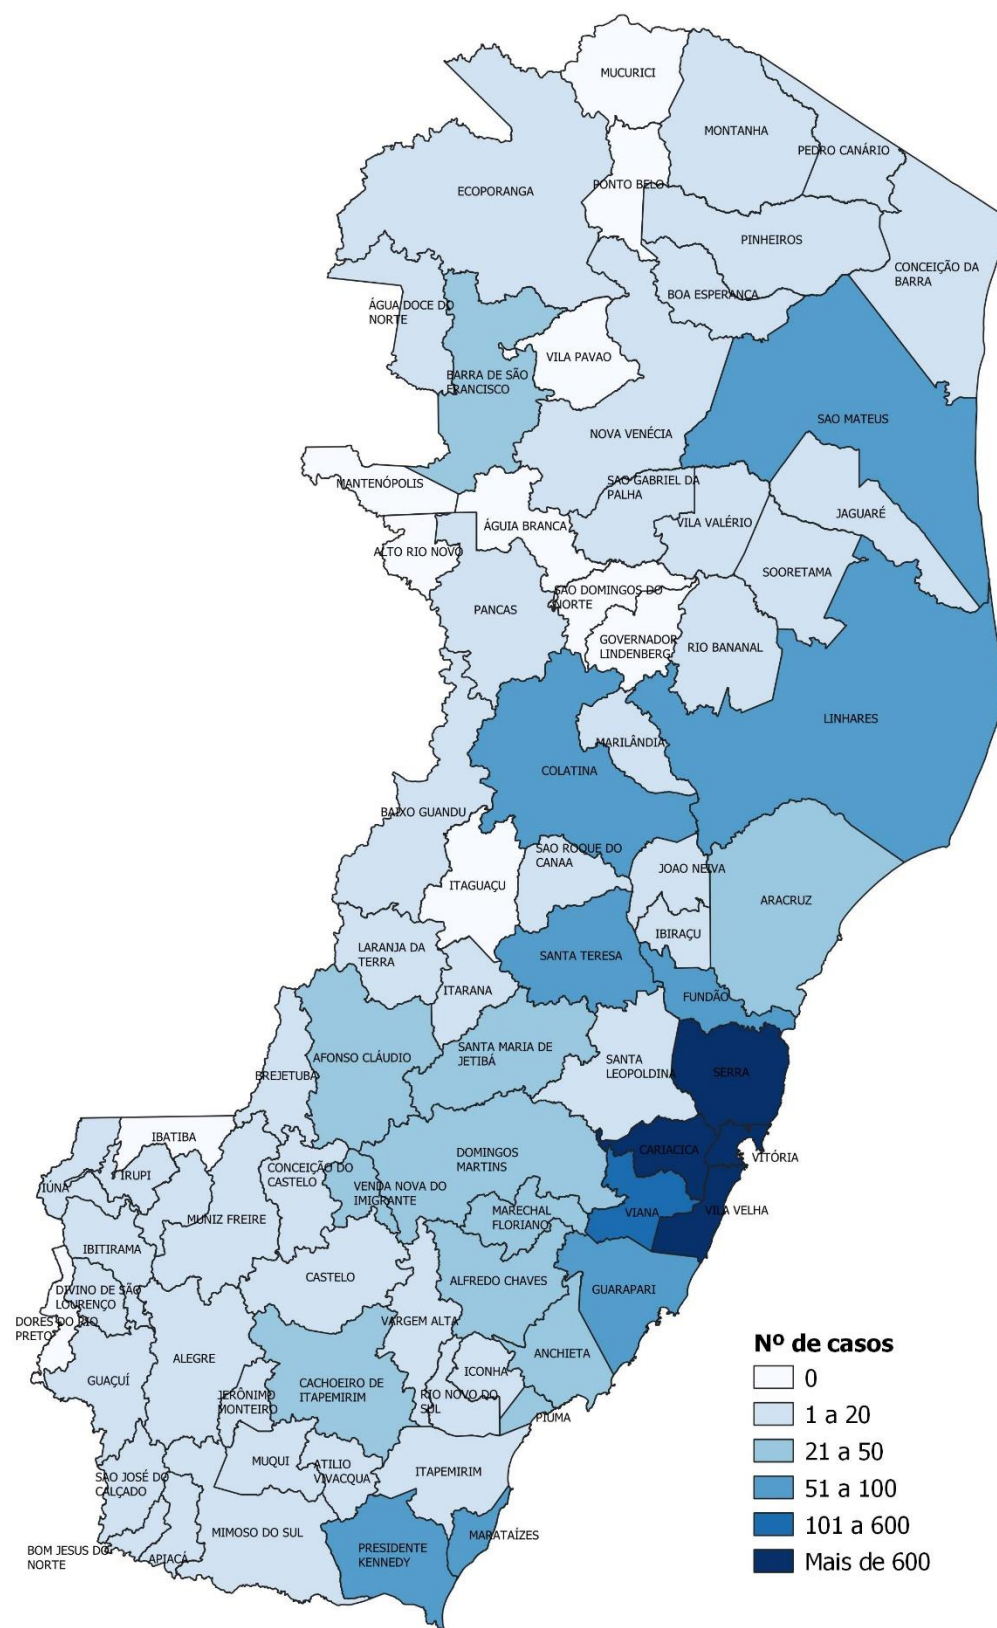 MUCURICI
MONTANHA
PEDRO CANÁRIO
PONTO BELO
ECOPORANGA
PINHEIROS
CONCEIÇÃO DA
BARRA
BOA ESPERANÇA
ÁGUA DOCE DO
NORTE
VILA PAVAO
BARRA DE SÃO
FRANCISCO
SAO MATEUS
NOVA VENÉCIA
MANTENÓPOLIS
SAO GABRIEL DA
PALHA
JAGUARÉ
VILA VALÉRIO
ÁGUIA BRANCA
ALTO RIO NOVO
SOORETAMA
SAO DOMINGOS DO
NORTE
PANCAS
GOVERNADOR
LINDENBERG
RIO BANANAL
LINHARES
MARILÂNDIA
COLATINA
BAIXO GUANDU
SAO ROQUE DO
CANAA
JOAO NEIVA
ITAGUAÇU
ARACRUZ
IBIRAÇU
LARANJA DA
TERRA
SANTA TERESA
ITARANA
FUNDÃO
SANTA MARIA DE
JETIBÁ
AFONSO CLÁUDIO
SANTA
LEOPOLDINA
SERRA
BREJETUBA
IBATIBA
CARIACICA
VITÓRIA
DOMINGOS
MARTINS
CONCEIÇÃO DO
CASTELO
IRUPI
IÚNA
VENDA NOVA DO
IMIGRANTE
MARECHAL
FLORIANO
VIANA
VILA VELHA
MUNIZ FREIRE
IBITIRAMA
CASTELO
ALFREDO CHAVES
GUARAPARI
DIVINO DE SÃO
LOURENÇO
DORES DO RIO
PRETO
VARGEM ALTA
ANCHIETA
ALEGRE
ICONHA
GUAÇUÍ
CACHOEIRO DE
ITAPEMIRIM
JERÔNIMO
MONTEIRO
RIO NOVO DO
SUL
PIÚMA
MUQUI
ATILIO
VIVACQUA
ITAPEMIRIM
SAO JOSÉ DO
CALÇADO
MIMOSO DO SUL
MARATAÍZES
PRESIDENTE
KENNEDY
BOM JESUS DO
NORTE
APIACÁ
Nº de casos
0
1 a 20
21 a 50
51 a 100
101 a 600
Mais de 600